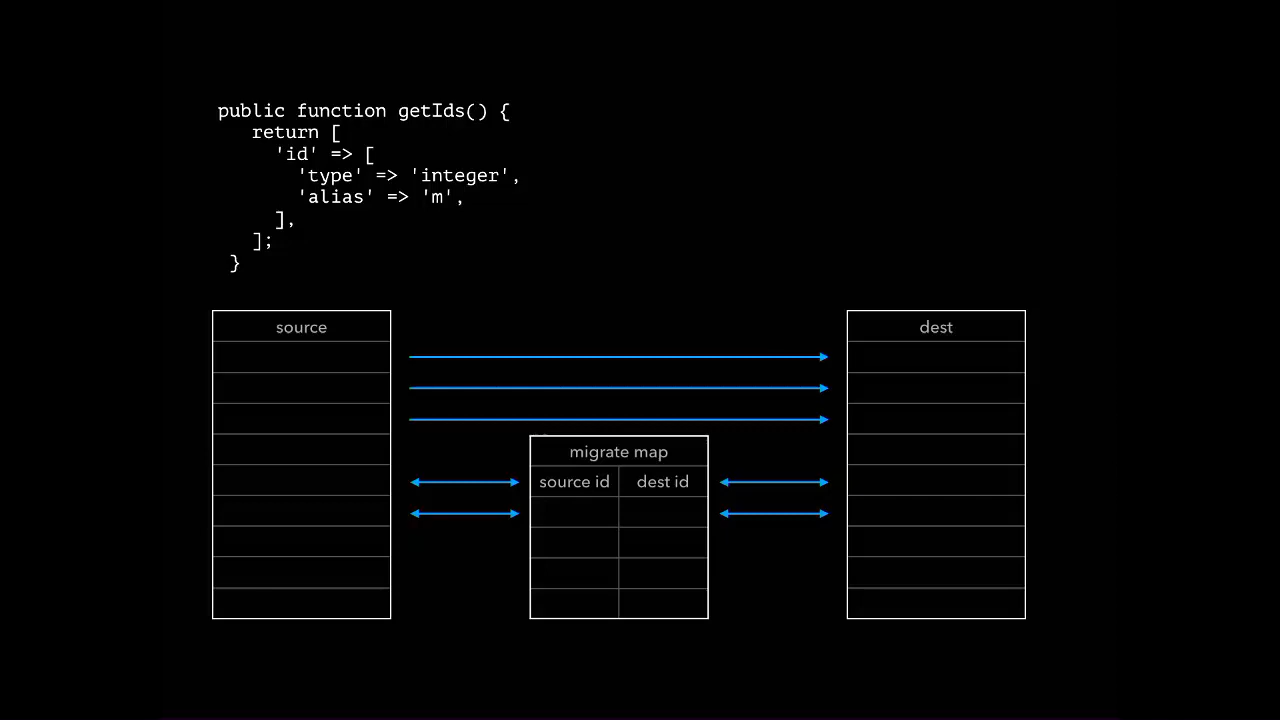 public function getIds() {
return [
'id' => [
'type' => 'integer',
'alias' => 'm',
],
];
}
source
dest
migrate map
source id
dest id